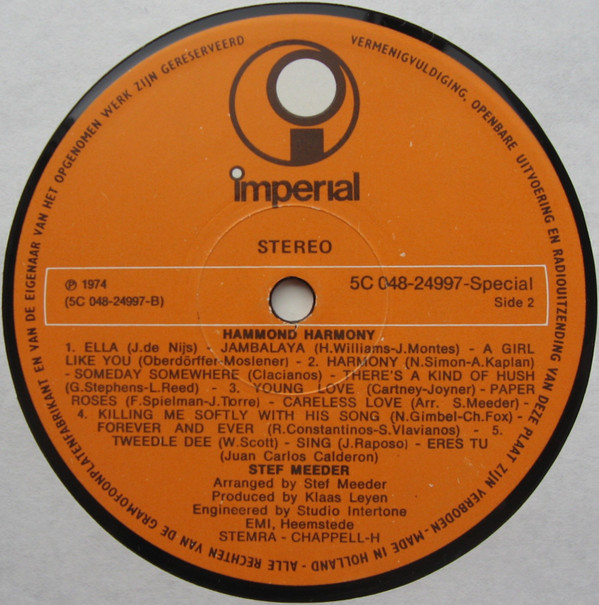 ALLE RECHTEN VAN DE GRAMOFOONPLATENFABRIKANT EN VAN DE EIGENAAR VAN HET OPGENOMEN WERK ZIJN GERESERVEERD
VERMENIGVULDIGING, OPENBARE UITVOERING EN RADIOUITZENDING VAN DEZE PLAAT ZIJN VERBODEN - MADE IN HOLLAND -
imperial
STEREO
℗ 1974
(5C 048-24997-B)
5C 048-24997-Special
Side 2
HAMMOND HARMONY
1. ELLA (J.de Nijs) - JAMBALAYA (H.Williams-J.Montes) - A GIRL
LIKE YOU (Oberdörffer-Moslener) - 2. HARMONY (N.Simon-A.Kaplan)
- SOMEDAY SOMEWHERE (Clacianos) - THERE'S A KIND OF HUSH
(G.Stephens-L.Reed) - 3. YOUNG LOVE (Cartney-Joyner) - PAPER
ROSES (F.Spielman-J.Torre) - CARELESS LOVE (Arr. S.Meeder) -
4. KILLING ME SOFTLY WITH HIS SONG (N.Gimbel-Ch.Fox) -
FOREVER AND EVER (R.Constantinos-S.Vlavianos) - 5.
TWEEDLE DEE (W.Scott) - SING (J.Raposo) - ERES TU
(Juan Carlos Calderon)
STEF MEEDER
Arranged by Stef Meeder
Produced by Klaas Leyen
Engineered by Studio Intertone
EMI, Heemstede
STEMRA - CHAPPELL-H